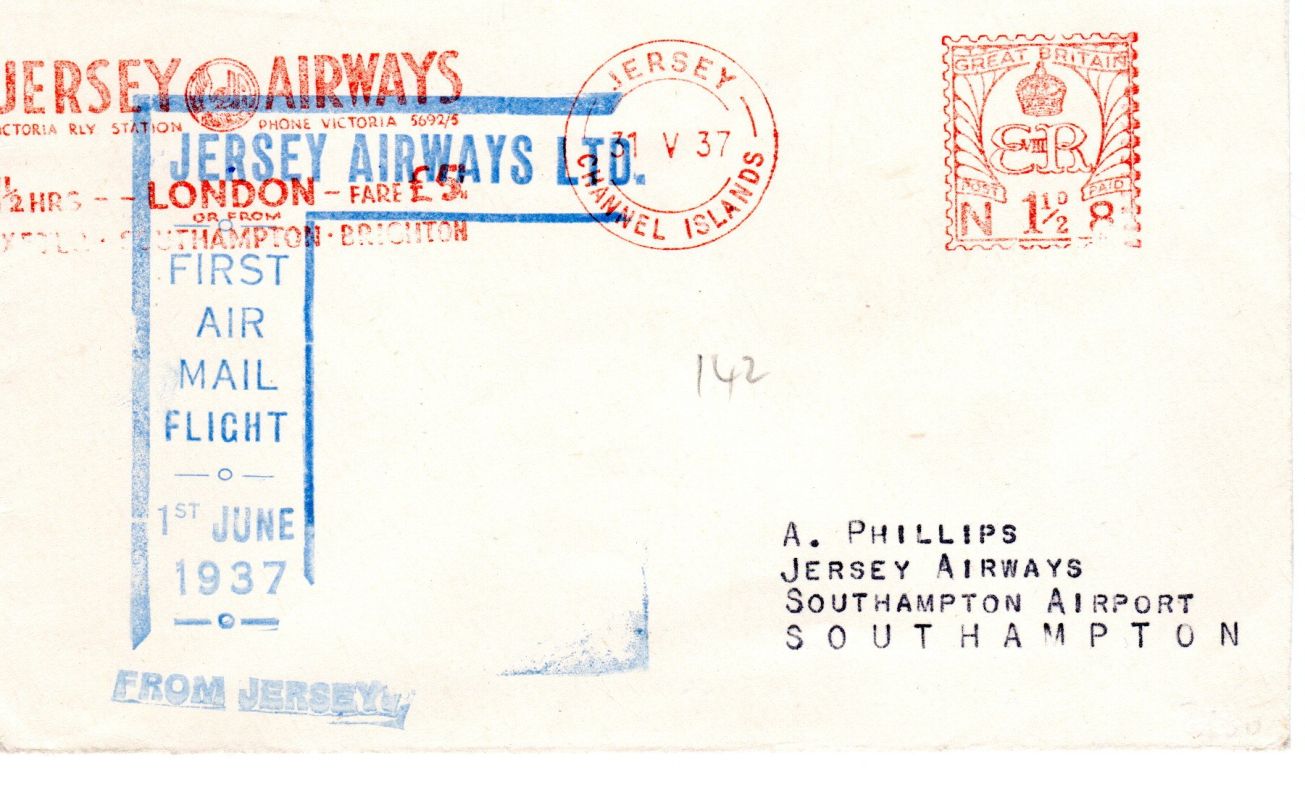 JERSEY AIRWAYS
VICTORIA RLY STATION PHONE VICTORIA 5692/5
2 HRS - - LONDON - FARE £5
OR FROM
SOUTHAMPTON · BRIGHTON
JERSEY
31 V 37
CHANNEL ISLANDS
GREAT BRITAIN
E VIII R
POST PAID
N 1½D 8
JERSEY AIRWAYS LTD.
FIRST
AIR
MAIL
FLIGHT
1ST JUNE
1937
FROM JERSEY
142
A. PHILLIPS
JERSEY AIRWAYS
SOUTHAMPTON AIRPORT
SOUTHAMPTON